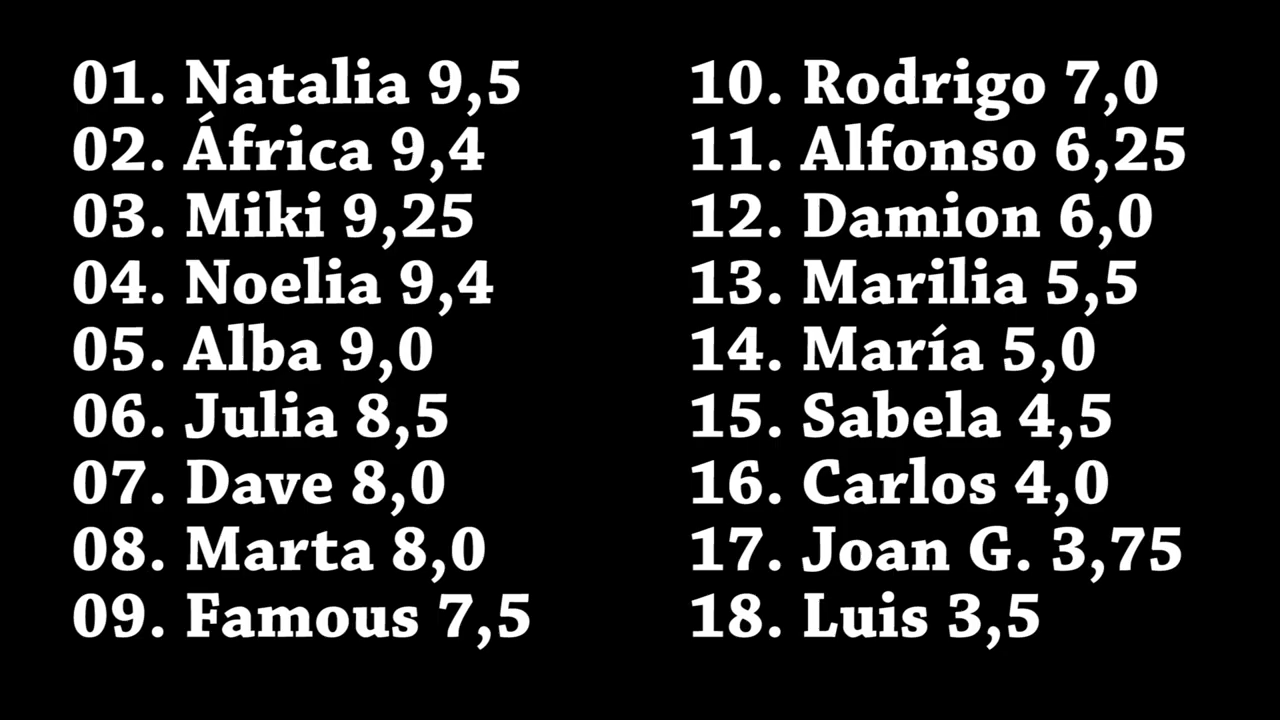 01. Natalia 9,5
02. África 9,4
03. Miki 9,25
04. Noelia 9,4
05. Alba 9,0
06. Julia 8,5
07. Dave 8,0
08. Marta 8,0
09. Famous 7,5
10. Rodrigo 7,0
11. Alfonso 6,25
12. Damion 6,0
13. Marilia 5,5
14. María 5,0
15. Sabela 4,5
16. Carlos 4,0
17. Joan G. 3,75
18. Luis 3,5